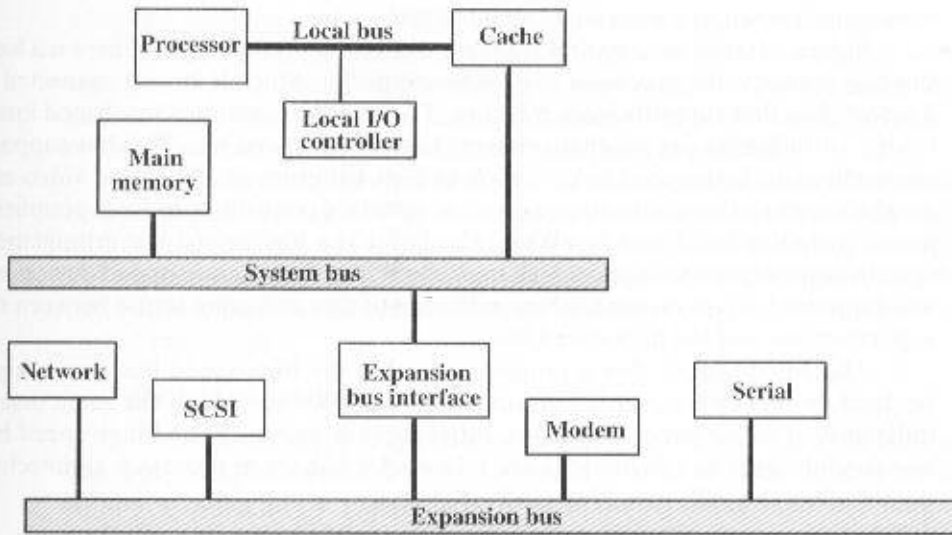 Processor
Local bus
Cache
Local I/O
controller
Main
memory
System bus
Network
SCSI
Expansion
bus interface
Modem
Serial
Expansion bus